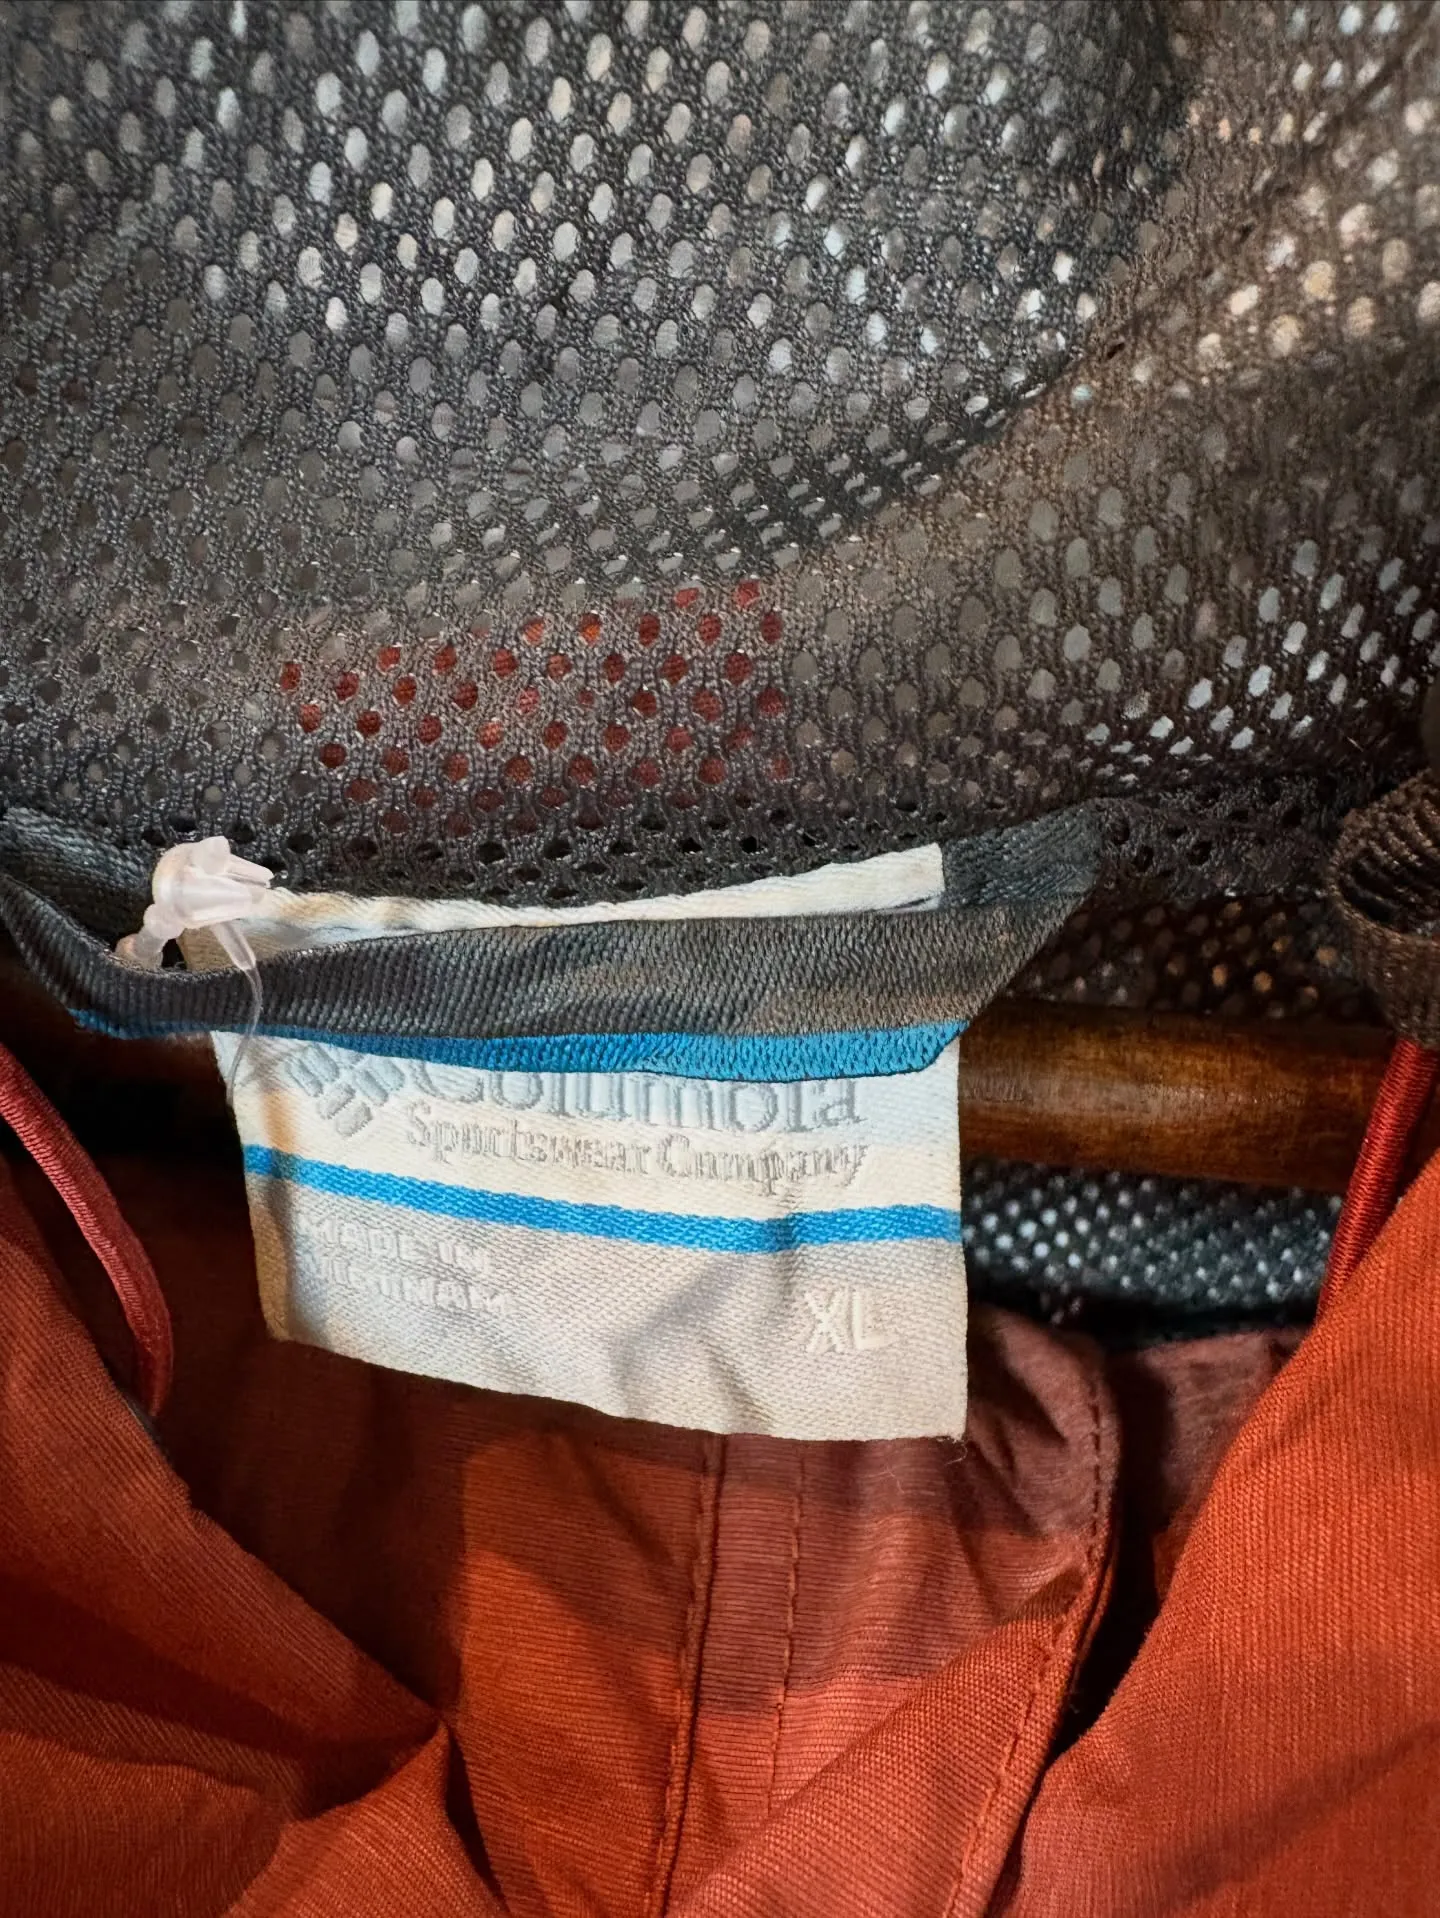 Columbia
Sportswear Company
MADE IN
VIETNAM
XL